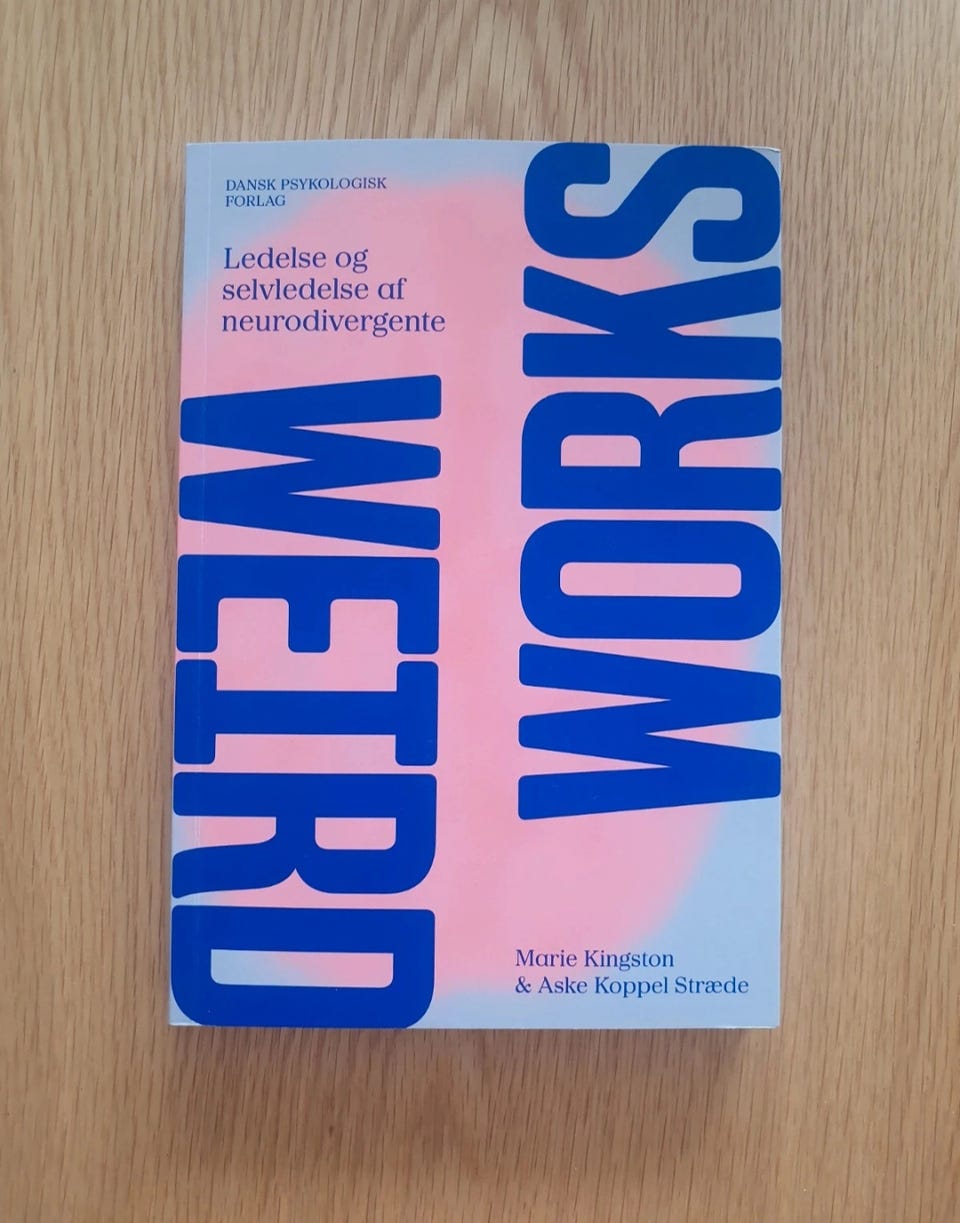 DANSK PSYKOLOGISK
FORLAG
Ledelse og
selvledelse af
neurodivergente
WEIRD
WORKS
Marie Kingston
& Aske Koppel Stræde